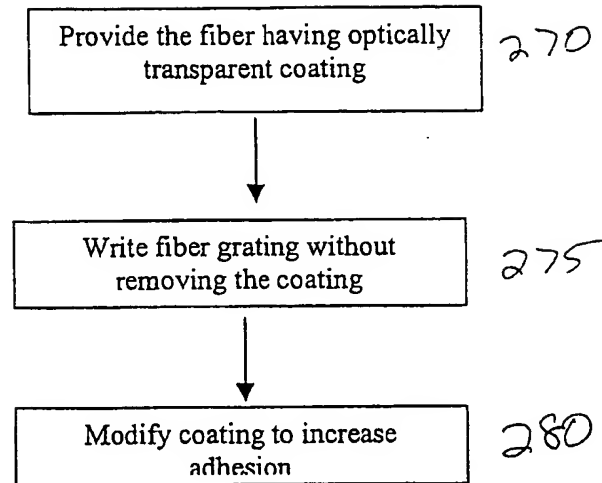 Provide the fiber having optically
transparent coating
270
Write fiber grating without
removing the coating
275
Modify coating to increase
adhesion
280